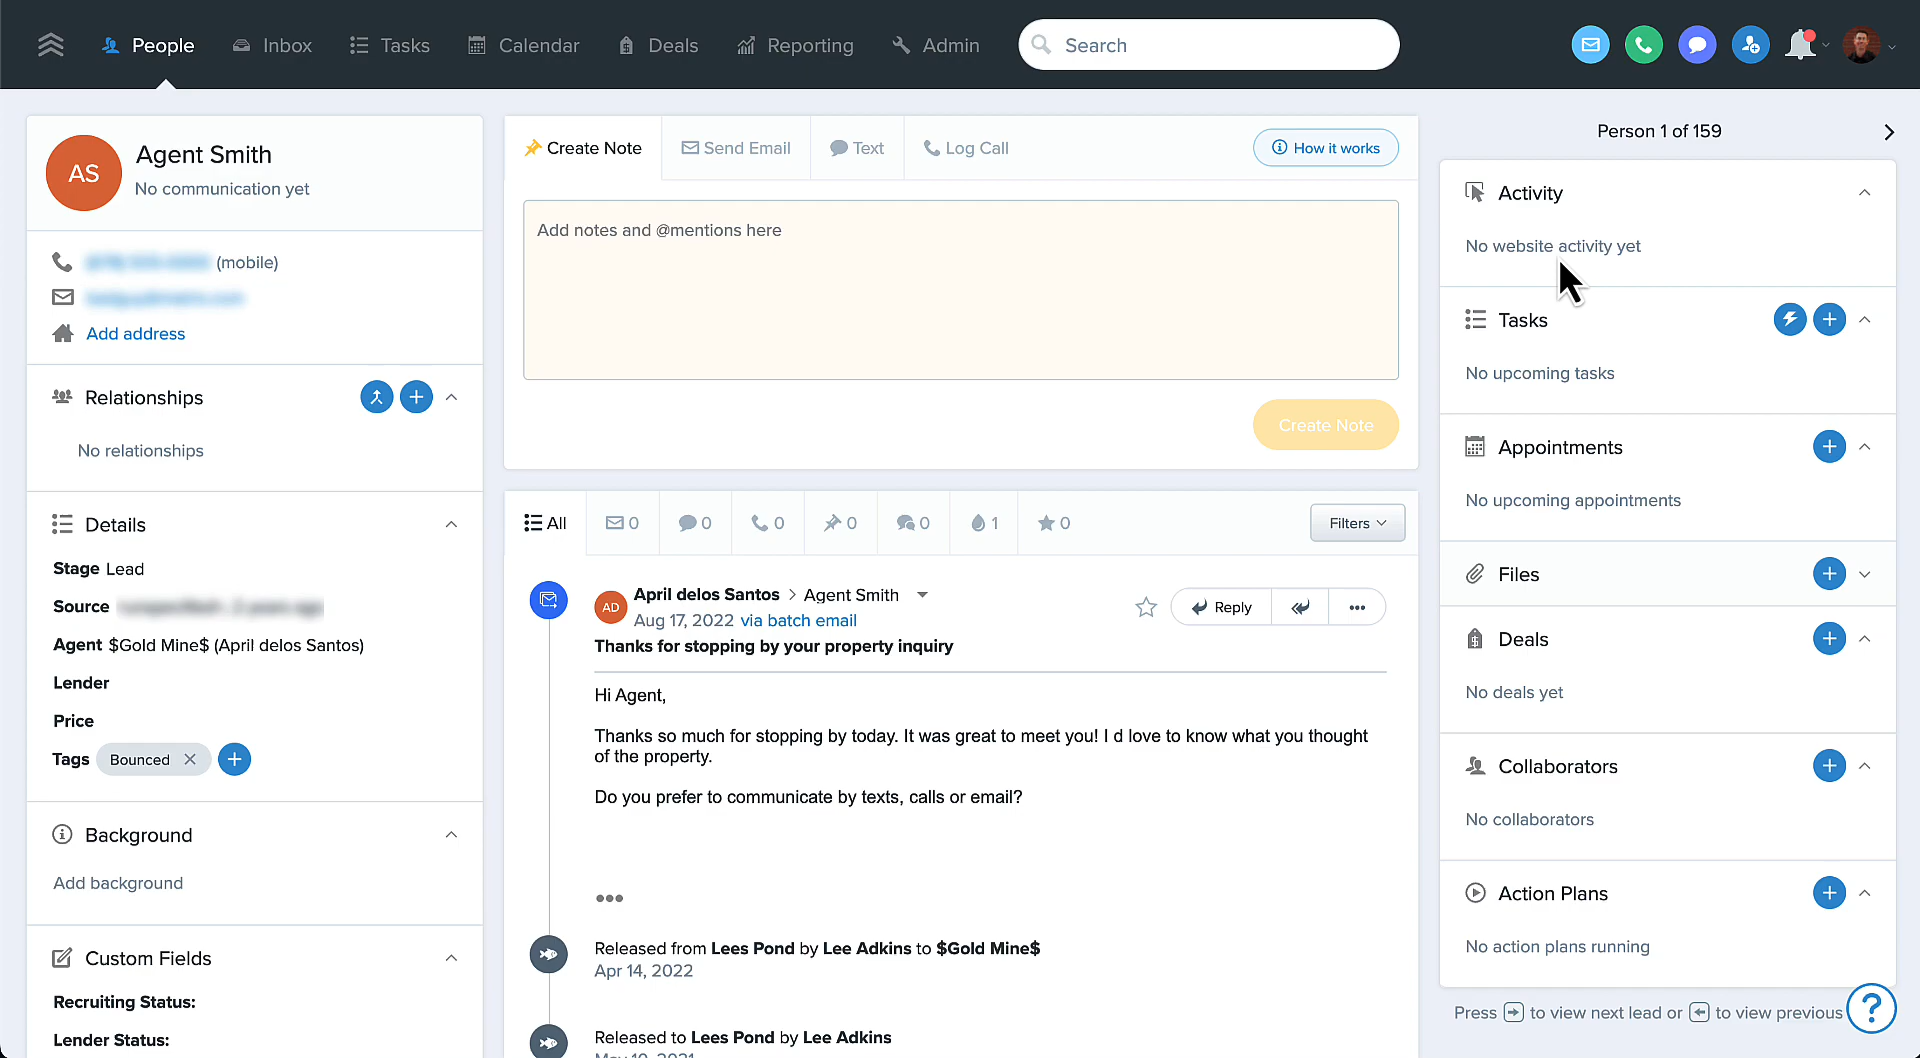 People
Inbox
Tasks
Calendar
Deals
Reporting
Admin
Search
AS
Agent Smith
No communication yet
(mobile)
Add address
Relationships
No relationships
Details
Stage Lead
Source
Agent $Gold Mine$ (April delos Santos)
Lender
Price
Tags Bounced
Background
Add background
Custom Fields
Recruiting Status:
Lender Status:
Create Note
Send Email
Text
Log Call
How it works
Add notes and @mentions here
Create Note
All
0
0
0
0
0
1
0
Filters
AD
April delos Santos > Agent Smith
Aug 17, 2022 via batch email
Reply
Thanks for stopping by your property inquiry
Hi Agent,
Thanks so much for stopping by today. It was great to meet you! I d love to know what you thought
of the property.
Do you prefer to communicate by texts, calls or email?
Released from Lees Pond by Lee Adkins to $Gold Mine$
Apr 14, 2022
Released to Lees Pond by Lee Adkins
Person 1 of 159
Activity
No website activity yet
Tasks
No upcoming tasks
Appointments
No upcoming appointments
Files
Deals
No deals yet
Collaborators
No collaborators
Action Plans
No action plans running
Press → to view next lead or ← to view previous
?